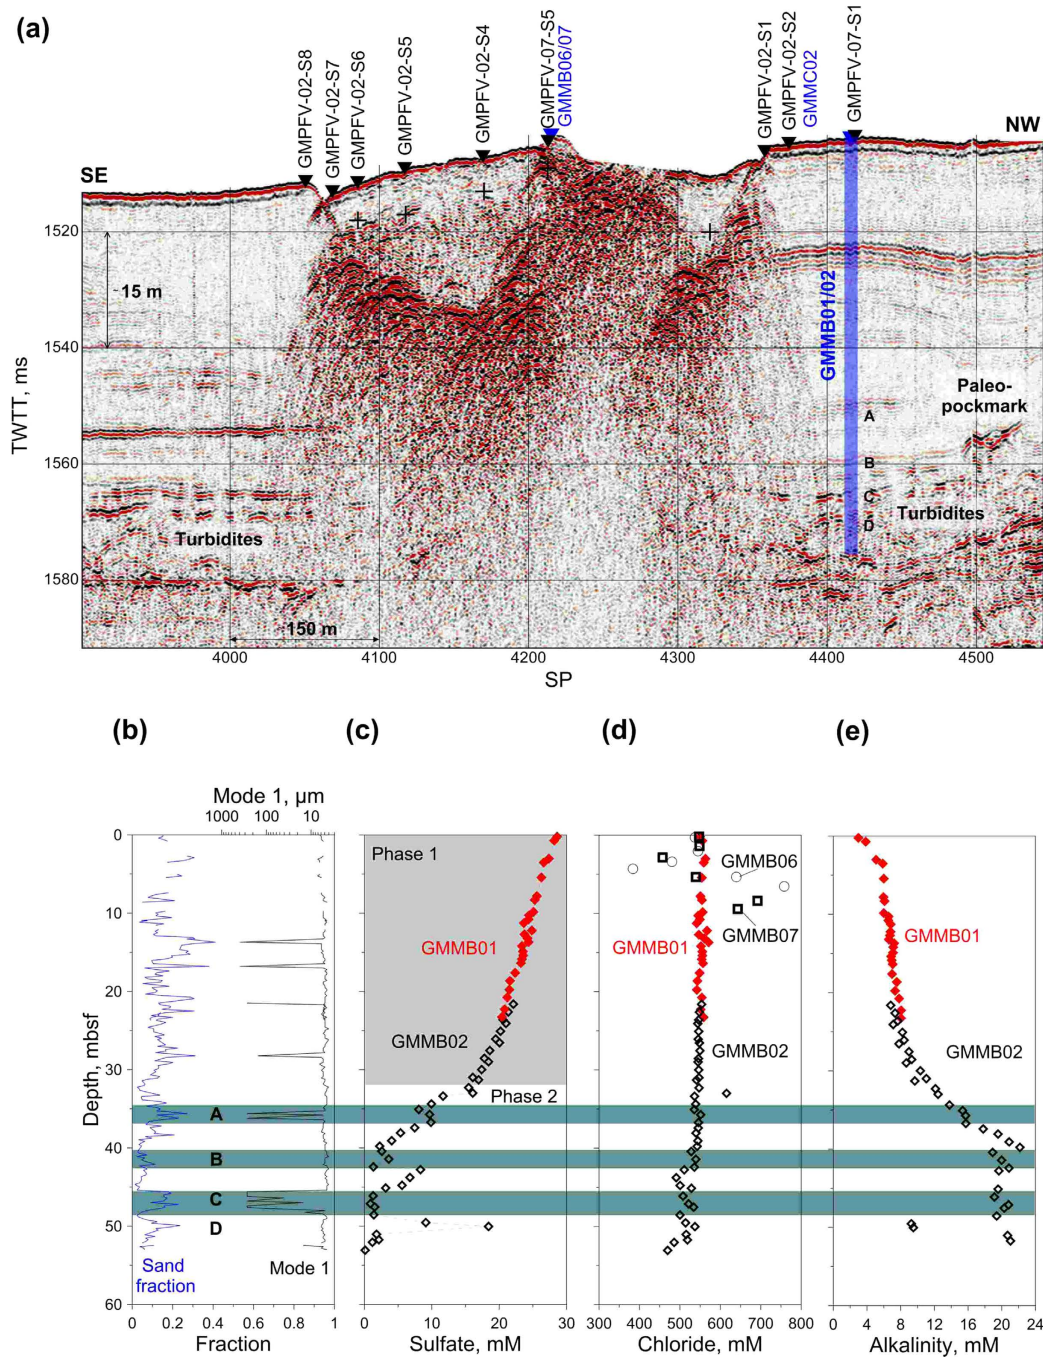 (a)
GMPFV-02-S8
GMPFV-02-S7
GMPFV-02-S6
GMPFV-02-S5
GMPFV-02-S4
GMPFV-07-S5
GMMB06/07
GMPFV-02-S1
GMPFV-02-S2
GMMC02
GMPFV-07-S1
SE
NW
1520
~15 m
1540
1560
1580
TWTT, ms
GMMB01/02
A
Paleo-
pockmark
B
C
D
Turbidites
Turbidites
~150 m
4000
4100
4200
4300
4400
4500
SP
(b)
(c)
(d)
(e)
Mode 1, µm
1000
100
10
0
10
20
30
40
50
60
Depth, mbsf
A
B
C
D
Sand
fraction
Mode 1
0
0.2
0.4
0.6
0.8
1
Fraction
Phase 1
GMMB01
GMMB02
Phase 2
0
10
20
30
Sulfate, mM
GMMB06
GMMB07
GMMB01
GMMB02
300
400
500
600
700
800
Chloride, mM
GMMB01
GMMB02
0
4
8
12
16
20
24
Alkalinity, mM